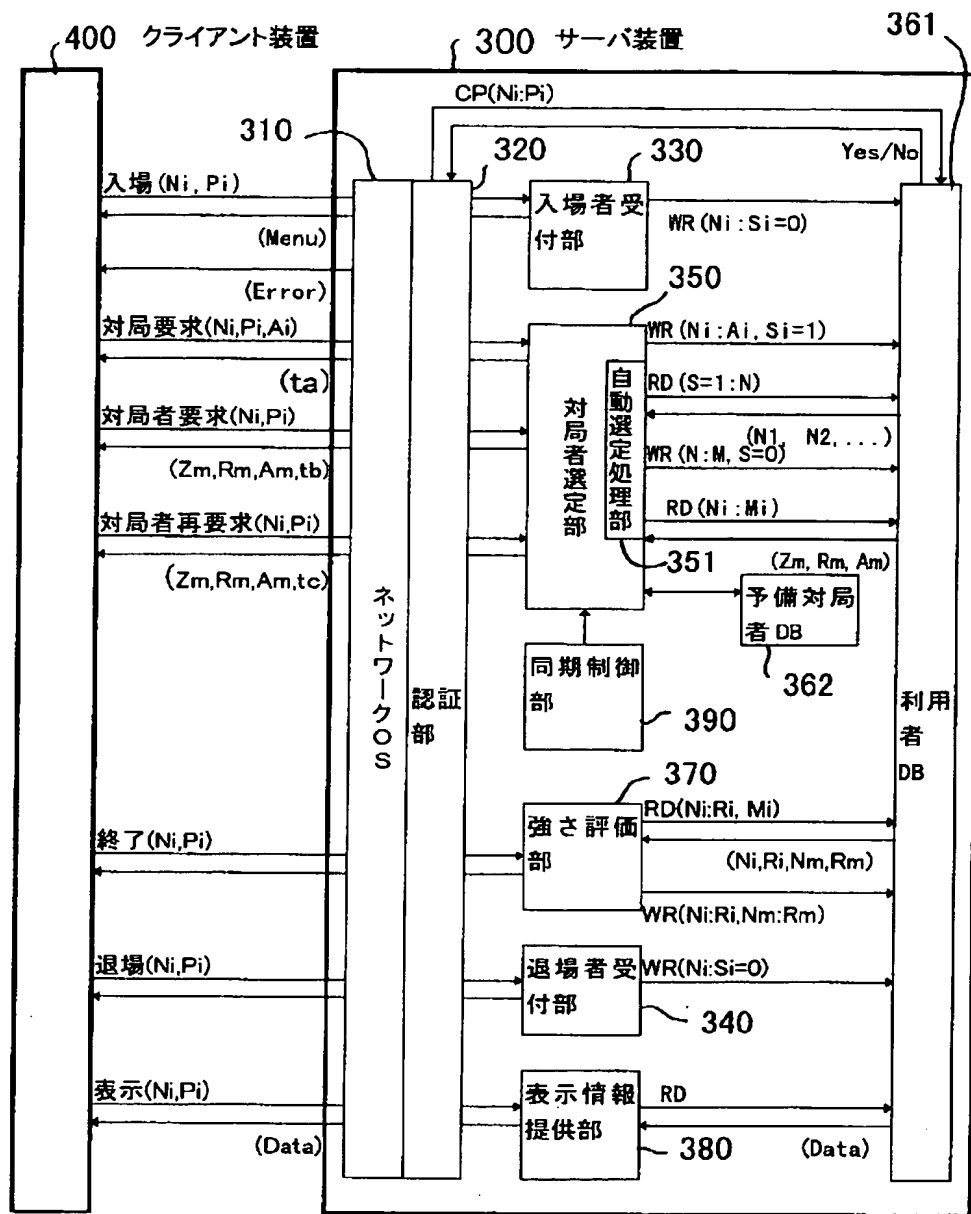 400 クライアント装置
300 サーバ装置
361
CP(Ni:Pi)
310
320
330
Yes/No
入場(Ni, Pi)
入場者受
付部
WR(Ni:Si=0)
(Menu)
(Error)
350
対局要求(Ni,Pi,Ai)
WR(Ni:Ai, Si=1)
(ta)
RD(S=1:N)
対局者選定部
自動選定処理部
対局者要求(Ni,Pi)
(N1, N2, ...)
WR(N:M, S=0)
(Zm,Rm,Am,tb)
対局者再要求(Ni,Pi)
RD(Ni:Mi)
351
(Zm,Rm,Am,tc)
(Zm, Rm, Am)
予備対局
者DB
362
ネットワークOS
認証
部
同期制御
部
390
利用
者
DB
370
終了(Ni,Pi)
強さ評価
部
RD(Ni:Ri, Mi)
(Ni,Ri,Nm,Rm)
WR(Ni:Ri,Nm:Rm)
退場(Ni,Pi)
退場者受
付部
WR(Ni:Si=0)
340
表示(Ni,Pi)
表示情報
提供部
RD
(Data)
380
(Data)